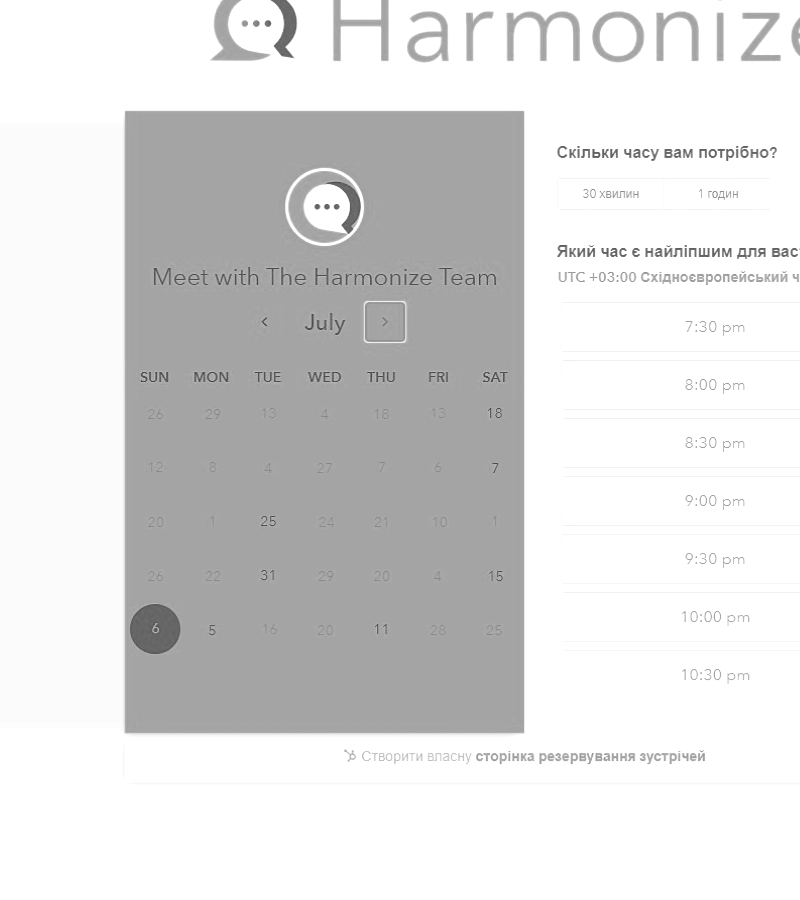 Harmonize
Meet with The Harmonize Team
July
SUN MON TUE WED THU FRI SAT
26 29 13 4 18 13 18
12 8 4 27 7 6 7
20 1 25 24 21 10 1
26 22 31 29 20 4 15
6 5 16 20 11 28 25
Скільки часу вам потрібно?
30 хвилин 1 годин
Який час є найліпшим для вас
UTC +03:00 Східноєвропейський ч
7:30 pm
8:00 pm
8:30 pm
9:00 pm
9:30 pm
10:00 pm
10:30 pm
Створити власну сторінка резервування зустрічей